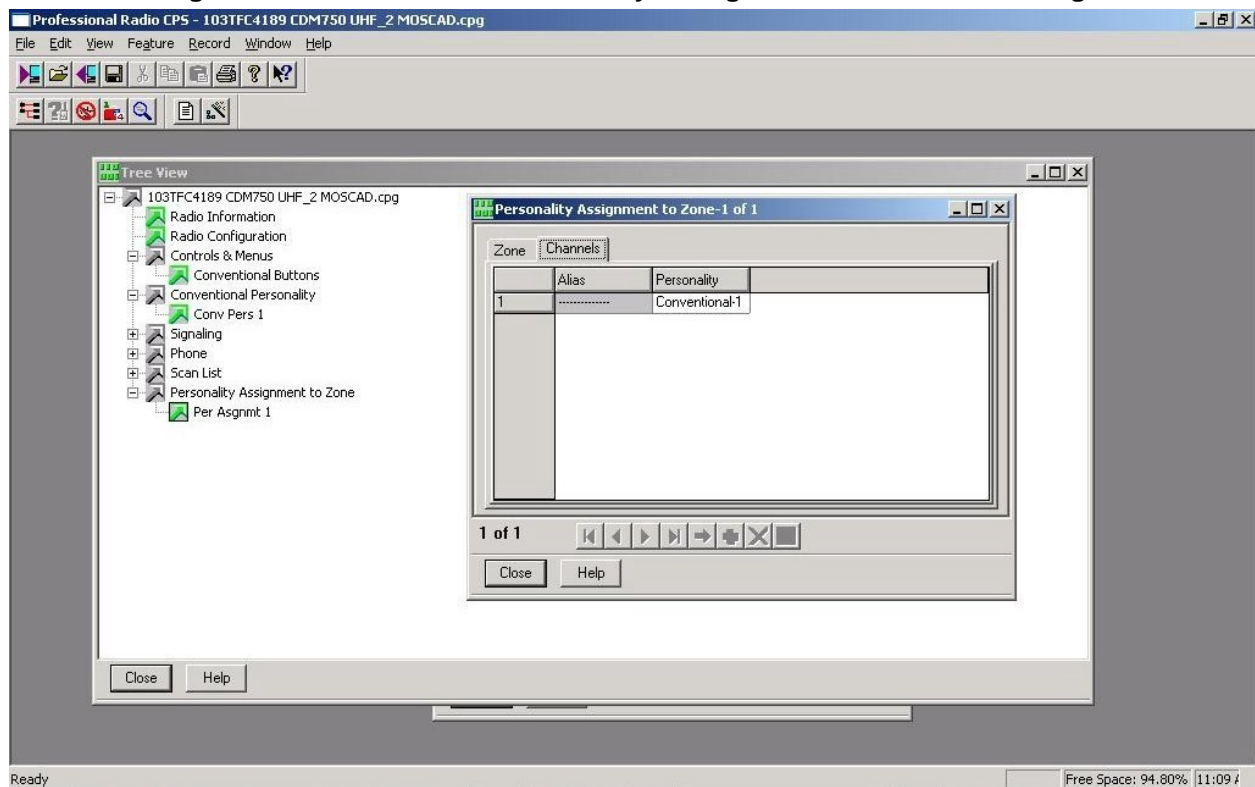 Professional Radio CPS - 103TFC4189 CDM750 UHF_2 MOSCAD.cpg
File Edit View Feature Record Window Help
Tree View
103TFC4189 CDM750 UHF_2 MOSCAD.cpg
Radio Information
Radio Configuration
Controls & Menus
Conventional Buttons
Conventional Personality
Conv Pers 1
Signaling
Phone
Scan List
Personality Assignment to Zone
Per Asgnmt 1
Personality Assignment to Zone-1 of 1
Zone Channels
Alias Personality
1 -------------- Conventional-1
1 of 1
Close Help
Close Help
Ready Free Space: 94.80% 11:09